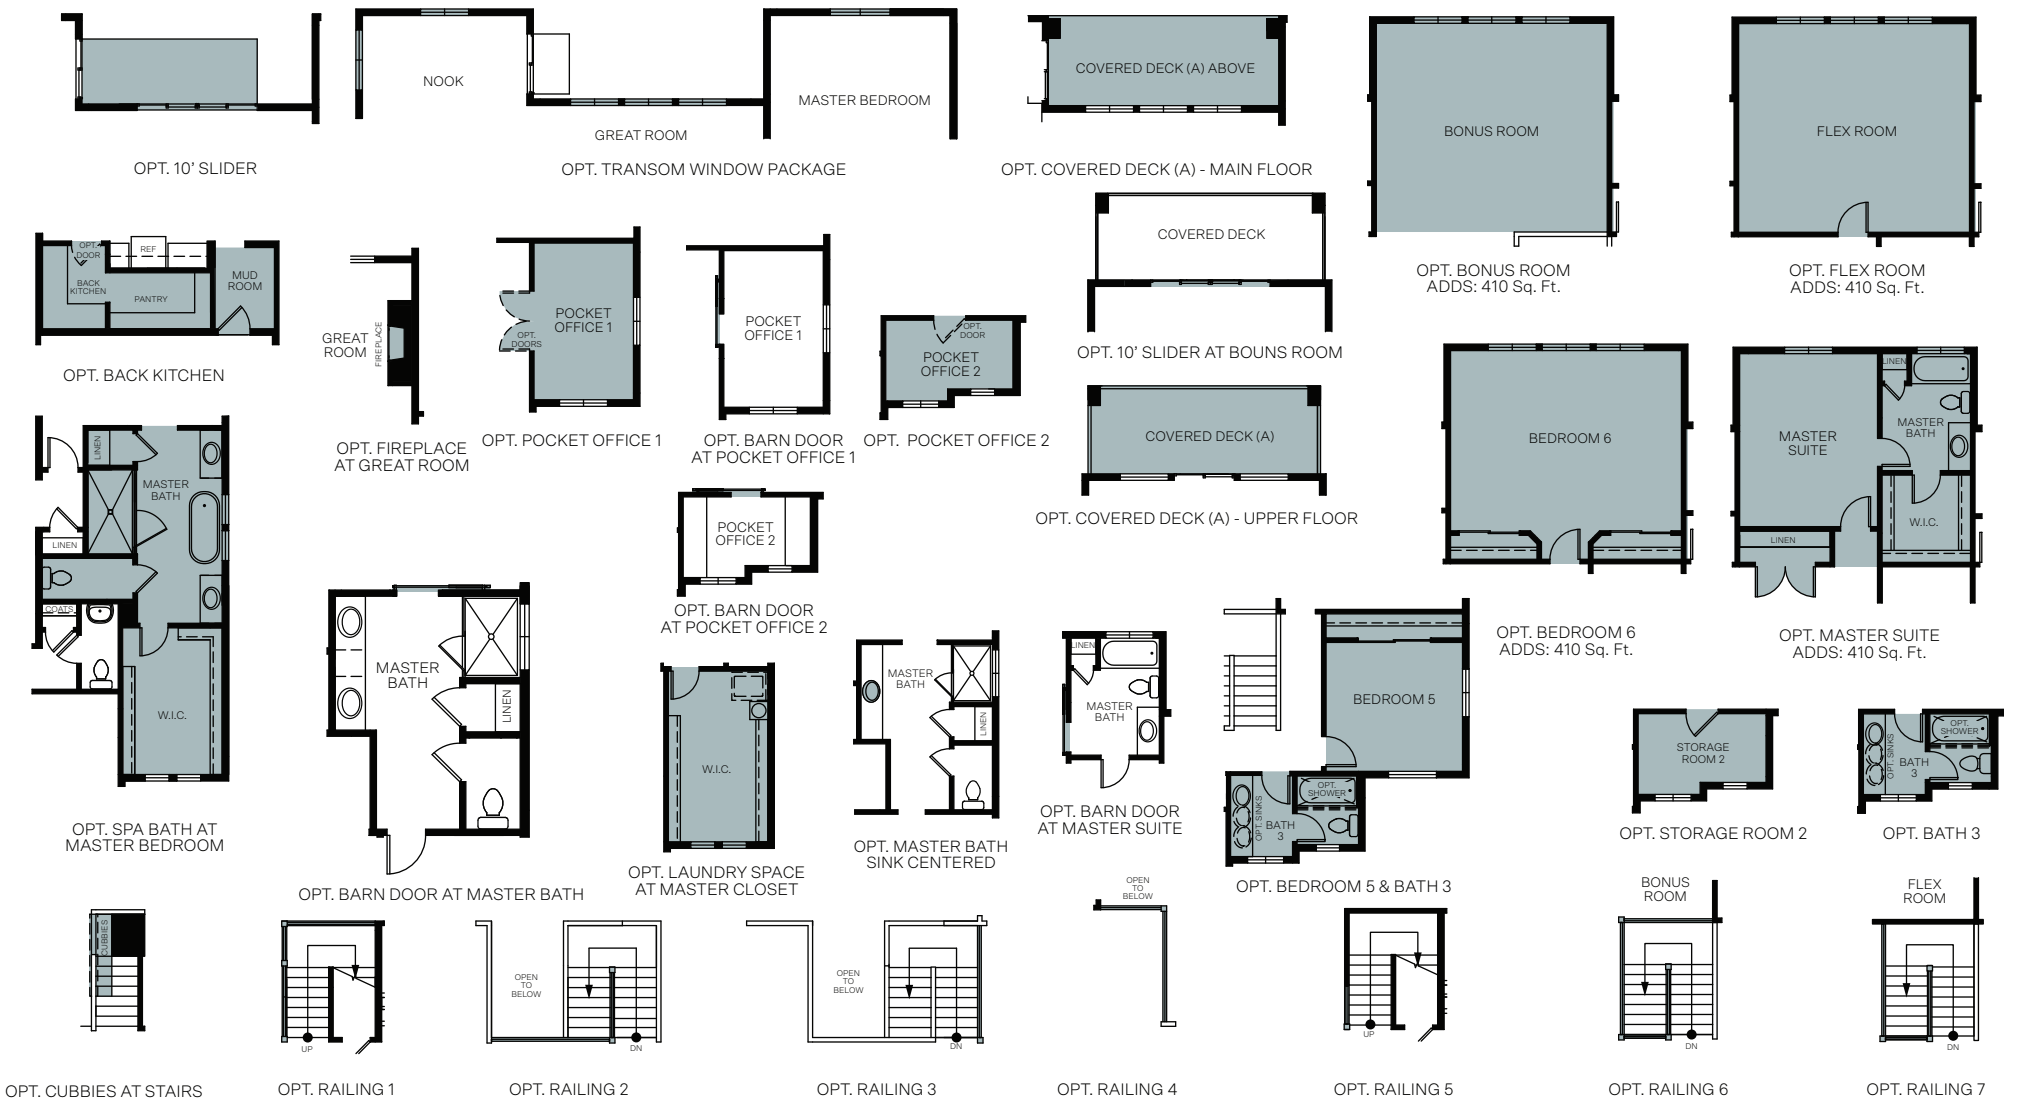 NOOK
GREAT ROOM
MASTER BEDROOM
COVERED DECK (A) ABOVE
BONUS ROOM
FLEX ROOM
OPT. 10' SLIDER
OPT. TRANSOM WINDOW PACKAGE
OPT. COVERED DECK (A) - MAIN FLOOR
OPT. BONUS ROOM
ADDS: 410 Sq. Ft.
OPT. FLEX ROOM
ADDS: 410 Sq. Ft.
OPT.
DOOR
REF
BACK
KITCHEN
PANTRY
MUD
ROOM
OPT. BACK KITCHEN
GREAT
ROOM
FIREPLACE
OPT. FIREPLACE
AT GREAT ROOM
POCKET
OFFICE 1
OPT.
DOORS
OPT. POCKET OFFICE 1
POCKET
OFFICE 1
OPT. BARN DOOR
AT POCKET OFFICE 1
OPT.
DOOR
POCKET
OFFICE 2
OPT. POCKET OFFICE 2
COVERED DECK
OPT. 10' SLIDER AT BOUNS ROOM
COVERED DECK (A)
OPT. COVERED DECK (A) - UPPER FLOOR
BEDROOM 6
OPT. BEDROOM 6
ADDS: 410 Sq. Ft.
LINEN
MASTER
SUITE
MASTER
BATH
W.I.C.
LINEN
OPT. MASTER SUITE
ADDS: 410 Sq. Ft.
LINEN
MASTER
BATH
LINEN
COATS
W.I.C.
OPT. SPA BATH AT
MASTER BEDROOM
MASTER
BATH
LINEN
OPT. BARN DOOR AT MASTER BATH
POCKET
OFFICE 2
OPT. BARN DOOR
AT POCKET OFFICE 2
W.I.C.
OPT. LAUNDRY SPACE
AT MASTER CLOSET
MASTER
BATH
LINEN
OPT. MASTER BATH
SINK CENTERED
LINEN
MASTER
BATH
OPT. BARN DOOR
AT MASTER SUITE
BEDROOM 5
OPT.
SHOWER
OPT. SINKS
BATH
3
OPT. BEDROOM 5 & BATH 3
STORAGE
ROOM 2
OPT. STORAGE ROOM 2
OPT.
SHOWER
OPT. SINKS
BATH
3
OPT. BATH 3
CUBBIES
OPT. CUBBIES AT STAIRS
UP
OPT. RAILING 1
OPEN
TO
BELOW
DN
OPT. RAILING 2
OPEN
TO
BELOW
DN
OPT. RAILING 3
OPEN
TO
BELOW
OPT. RAILING 4
UP
OPT. RAILING 5
BONUS
ROOM
DN
OPT. RAILING 6
FLEX
ROOM
DN
OPT. RAILING 7